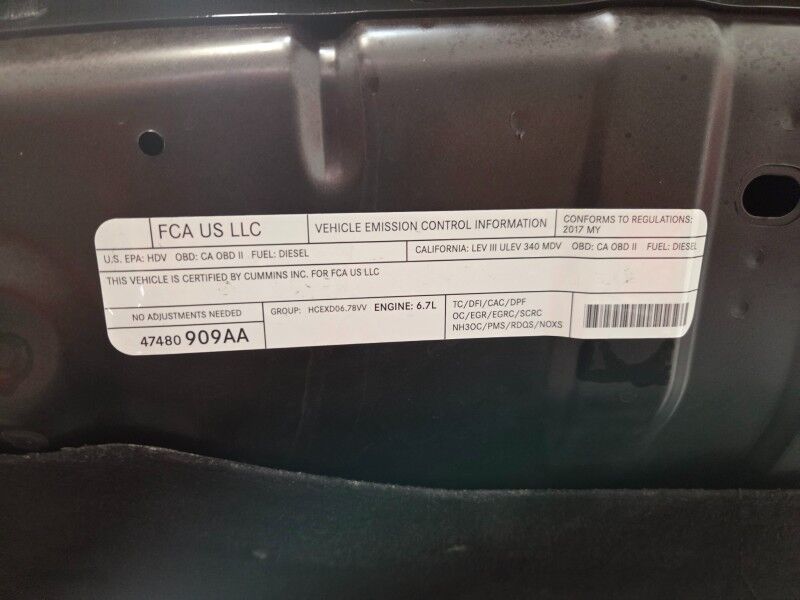 FCA US LLC
VEHICLE EMISSION CONTROL INFORMATION
CONFORMS TO REGULATIONS:
2017 MY
U.S. EPA: HDV OBD: CA OBD II FUEL: DIESEL
CALIFORNIA: LEV III ULEV 340 MDV OBD: CA OBD II FUEL: DIESEL
THIS VEHICLE IS CERTIFIED BY CUMMINS INC. FOR FCA US LLC
NO ADJUSTMENTS NEEDED
47480 909AA
GROUP: HCEXD06.78VV ENGINE: 6.7L
TC/DFI/CAC/DPF
OC/EGR/EGRC/SCRC
NH3OC/PMS/RDQS/NOXS